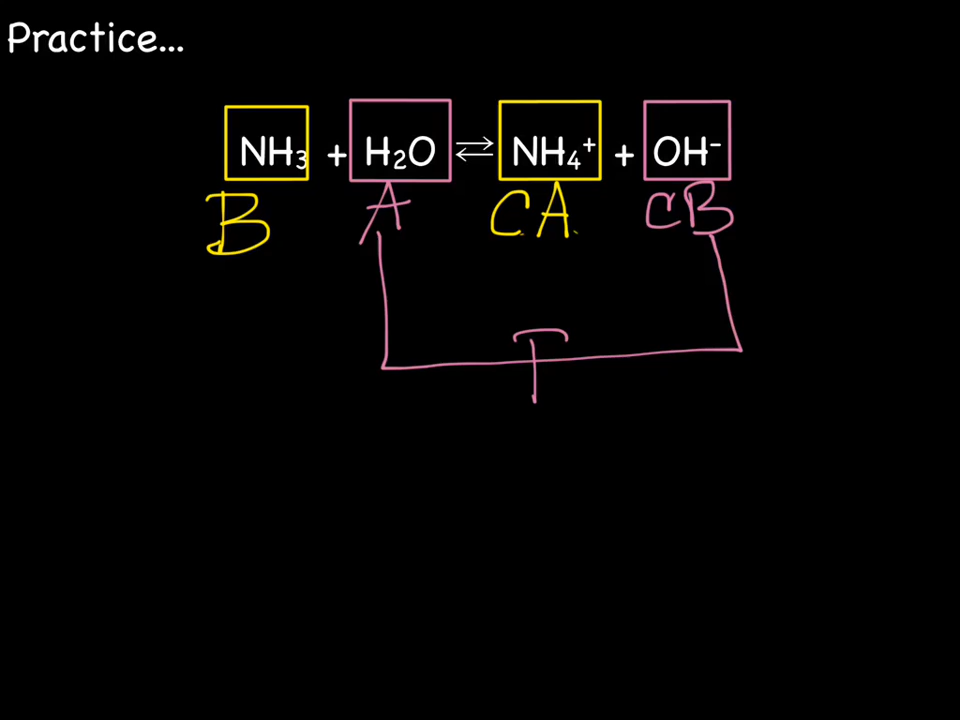 Practice...
NH₃ + H₂O ⇌ NH₄⁺ + OH⁻
B A CA CB